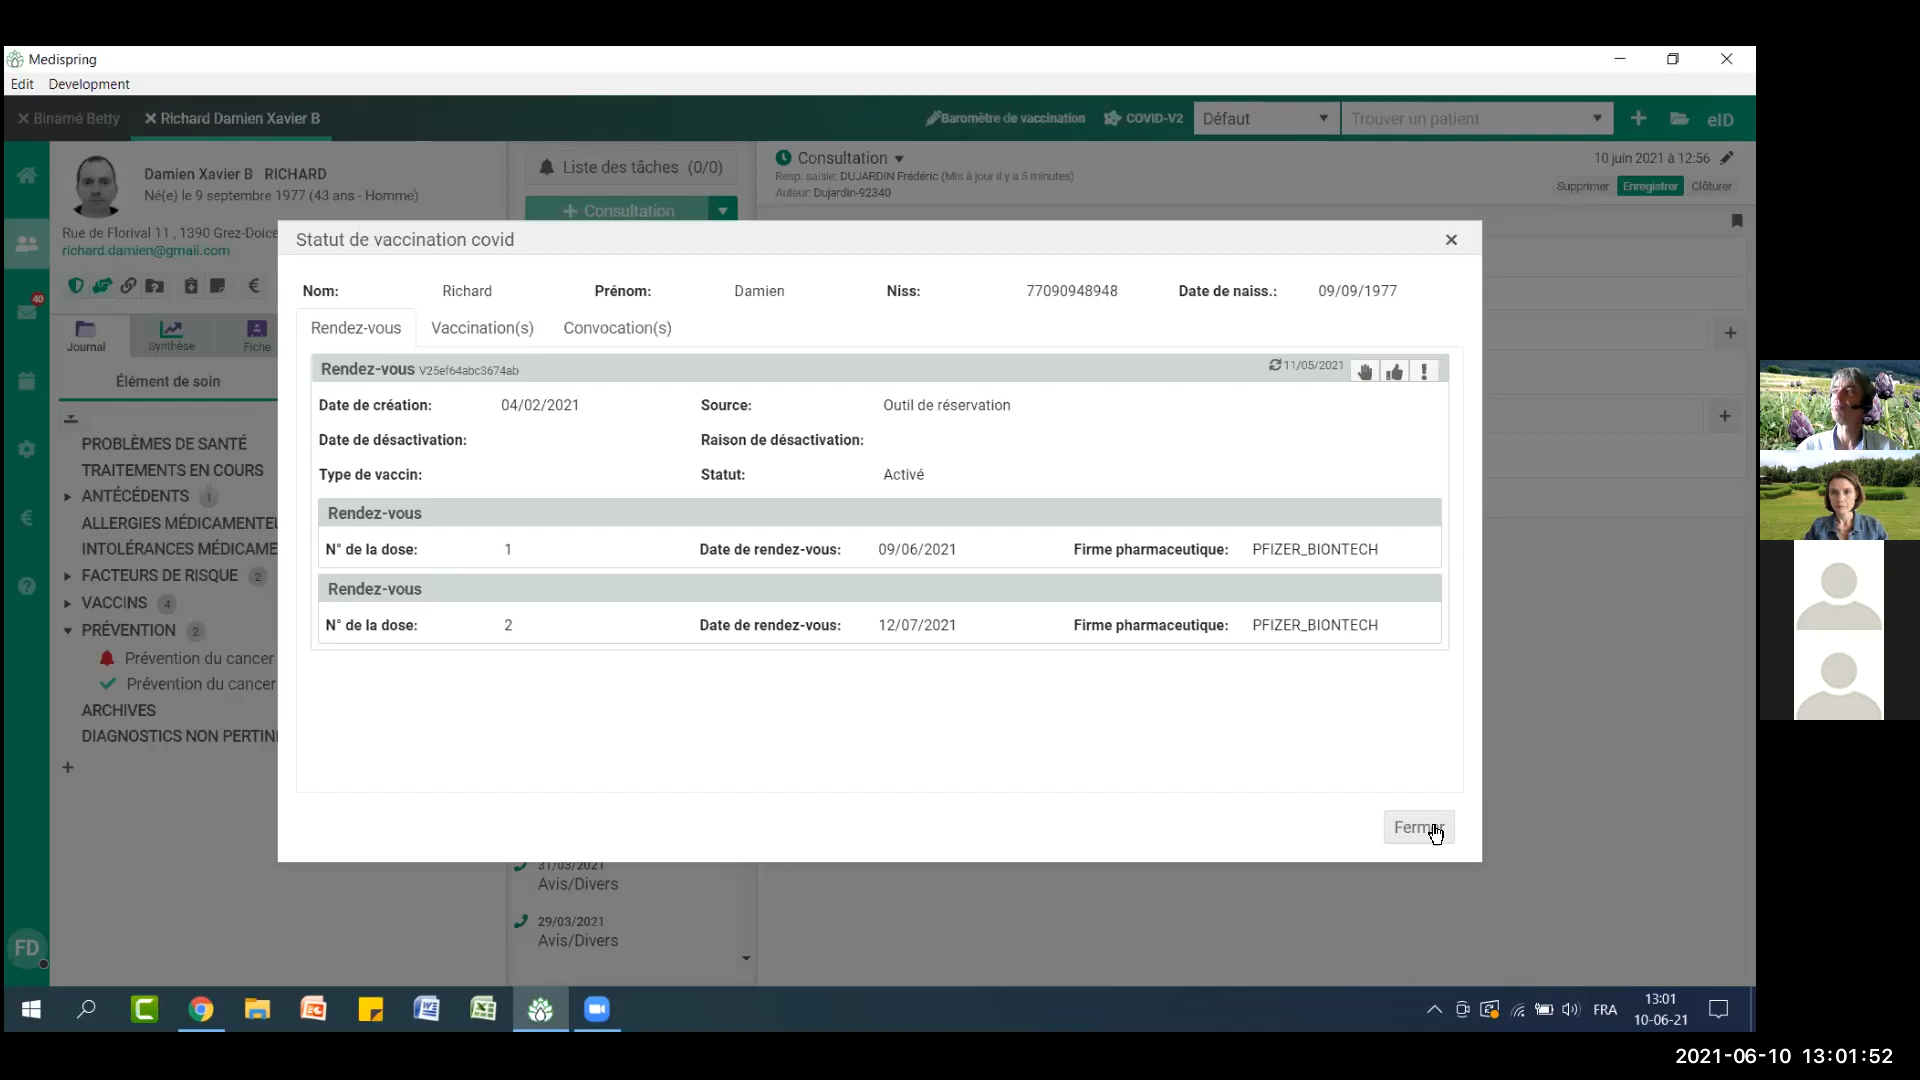 Medispring
Edit Development
Binamé Betty
Richard Damien Xavier B
Baromètre de vaccination
COVID-V2
Défaut
Trouver un patient
eID
Damien Xavier B RICHARD
Né(e) le 9 septembre 1977 (43 ans - Homme)
Rue de Florival 11 , 1390 Grez-Doice
richard.damien@gmail.com
Liste des tâches (0/0)
+ Consultation
Consultation
10 juin 2021 à 12:56
Resp. saisie: DUJARDIN Frédéric (Mis à jour il y a 5 minutes)
Auteur: Dujardin-92340
Supprimer Enregistrer Clôturer
40
Journal
Synthèse
Fiche
Élément de soin
PROBLÈMES DE SANTÉ
TRAITEMENTS EN COURS
ANTÉCÉDENTS 1
ALLERGIES MÉDICAMENTEU
INTOLÉRANCES MÉDICAME
FACTEURS DE RISQUE 2
VACCINS 4
PRÉVENTION 2
Prévention du cancer
Prévention du cancer
ARCHIVES
DIAGNOSTICS NON PERTIN
FD
Statut de vaccination covid
Nom: Richard Prénom: Damien Niss: 77090948948 Date de naiss.: 09/09/1977
Rendez-vous Vaccination(s) Convocation(s)
Rendez-vous V25ef64abc3674ab 11/05/2021
Date de création: 04/02/2021 Source: Outil de réservation
Date de désactivation: Raison de désactivation:
Type de vaccin: Statut: Activé
Rendez-vous
N° de la dose: 1 Date de rendez-vous: 09/06/2021 Firme pharmaceutique: PFIZER_BIONTECH
Rendez-vous
N° de la dose: 2 Date de rendez-vous: 12/07/2021 Firme pharmaceutique: PFIZER_BIONTECH
Fermer
31/03/2021
Avis/Divers
29/03/2021
Avis/Divers
FRA
13:01
10-06-21
2021-06-10 13:01:52